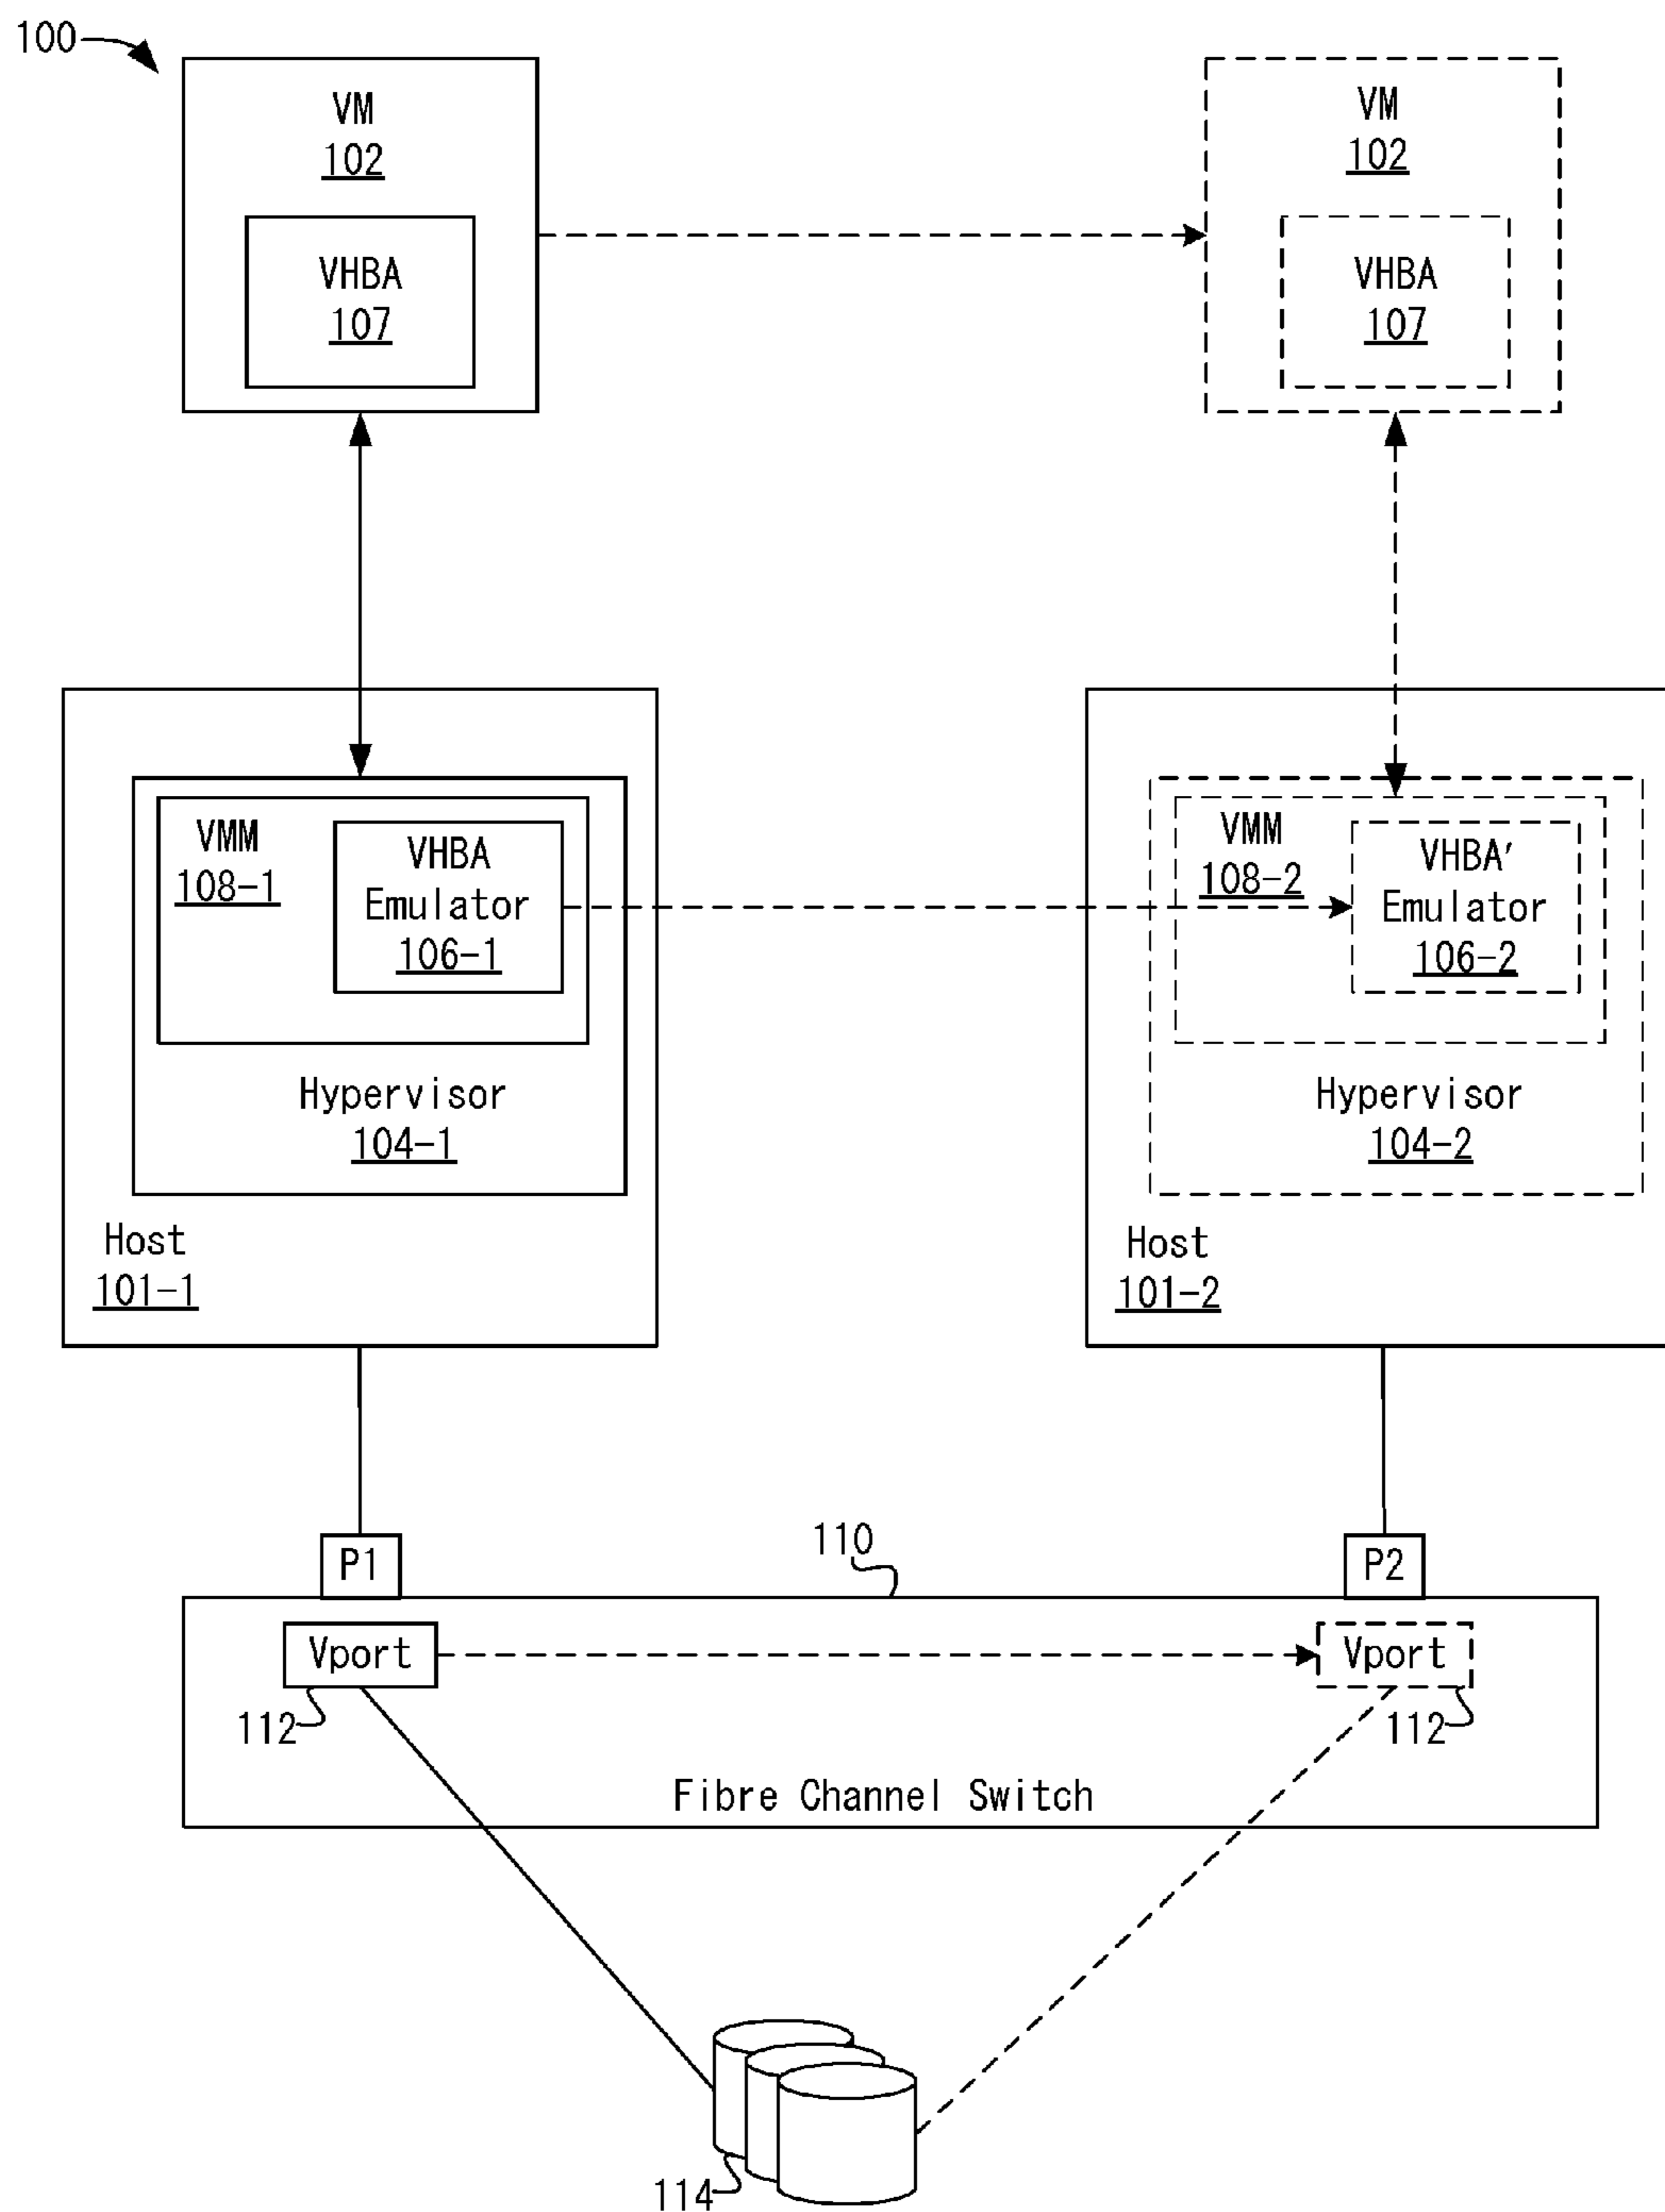 100
VM
102
VHBA
107
VM
102
VHBA
107
VMM
108-1
VHBA
Emulator
106-1
Hypervisor
104-1
Host
101-1
VMM
108-2
VHBA'
Emulator
106-2
Hypervisor
104-2
Host
101-2
P1
110
P2
Vport
112
Vport
112
Fibre Channel Switch
114